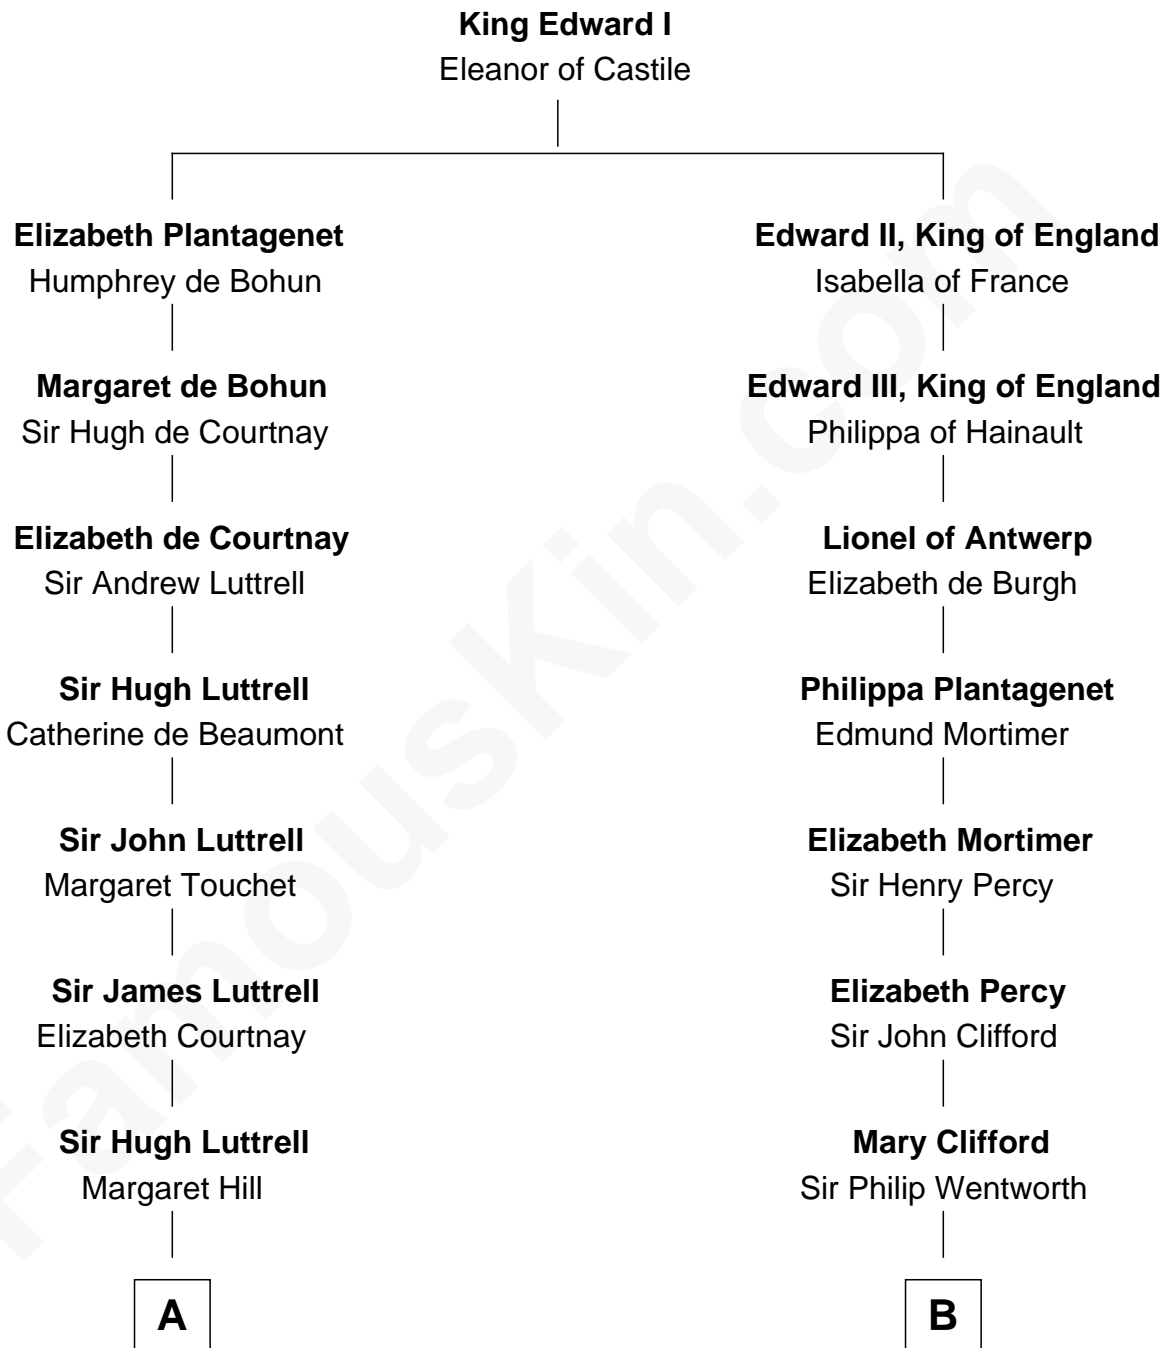 King Edward I
Eleanor of Castile
Elizabeth Plantagenet
Humphrey de Bohun
Margaret de Bohun
Sir Hugh de Courtnay
Elizabeth de Courtnay
Sir Andrew Luttrell
Sir Hugh Luttrell
Catherine de Beaumont
Sir John Luttrell
Margaret Touchet
Sir James Luttrell
Elizabeth Courtnay
Sir Hugh Luttrell
Margaret Hill
A
Edward II, King of England
Isabella of France
Edward III, King of England
Philippa of Hainault
Lionel of Antwerp
Elizabeth de Burgh
Philippa Plantagenet
Edmund Mortimer
Elizabeth Mortimer
Sir Henry Percy
Elizabeth Percy
Sir John Clifford
Mary Clifford
Sir Philip Wentworth
B
FamousKin.com